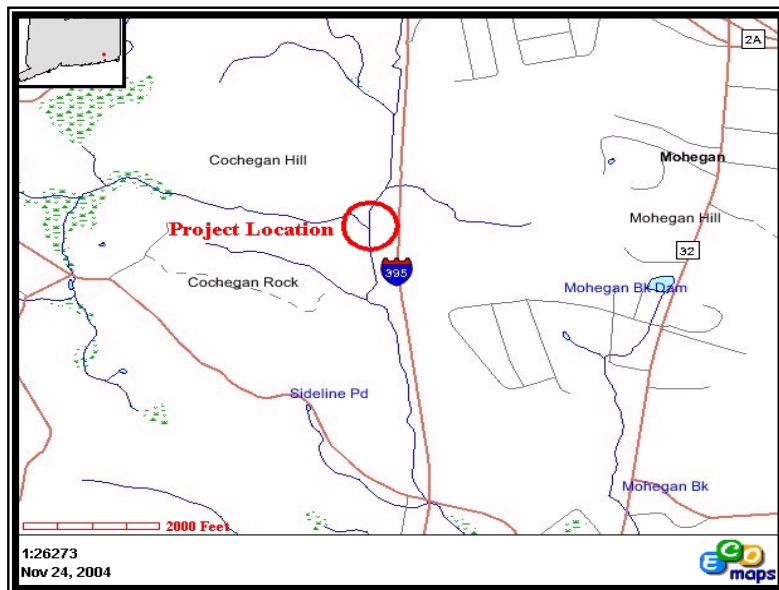 2A
Cochegan Hill
Mohegan
Project Location
Mohegan Hill
32
395
Cochegan Rock
Mohegan Bk Dam
Sideline Pd
Mohegan Bk
2000 Feet
1:26273
Nov 24, 2004
ECO
maps